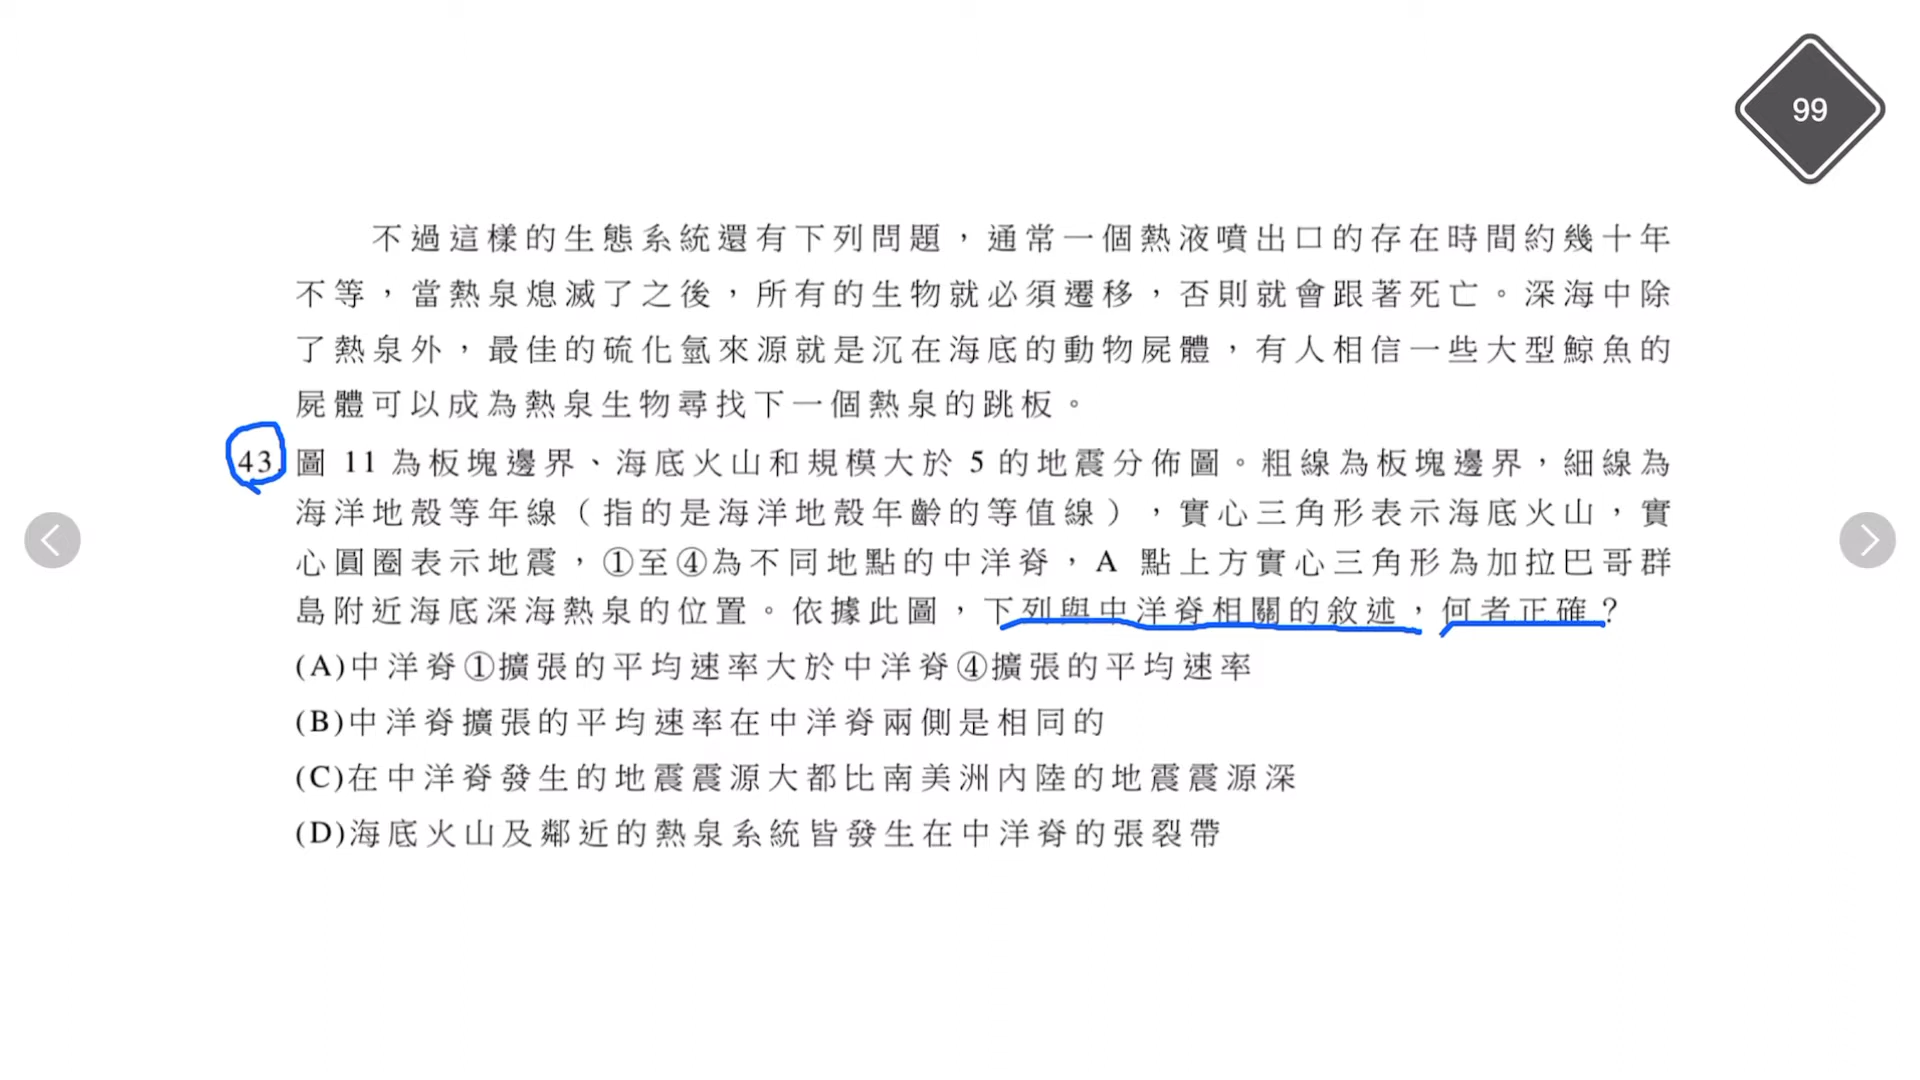 99
不過這樣的生態系統還有下列問題，通常一個熱液噴出口的存在時間約幾十年
不等，當熱泉熄滅了之後，所有的生物就必須遷移，否則就會跟著死亡。深海中除
了熱泉外，最佳的硫化氫來源就是沉在海底的動物屍體，有人相信一些大型鯨魚的
屍體可以成為熱泉生物尋找下一個熱泉的跳板。
43. 圖 11 為板塊邊界、海底火山和規模大於 5 的地震分佈圖。粗線為板塊邊界，細線為
海洋地殼等年線（指的是海洋地殼年齡的等值線），實心三角形表示海底火山，實
心圓圈表示地震，①至④為不同地點的中洋脊，A 點上方實心三角形為加拉巴哥群
島附近海底深海熱泉的位置。依據此圖，下列與中洋脊相關的敘述，何者正確？
(A)中洋脊①擴張的平均速率大於中洋脊④擴張的平均速率
(B)中洋脊擴張的平均速率在中洋脊兩側是相同的
(C)在中洋脊發生的地震震源大都比南美洲內陸的地震震源深
(D)海底火山及鄰近的熱泉系統皆發生在中洋脊的張裂帶